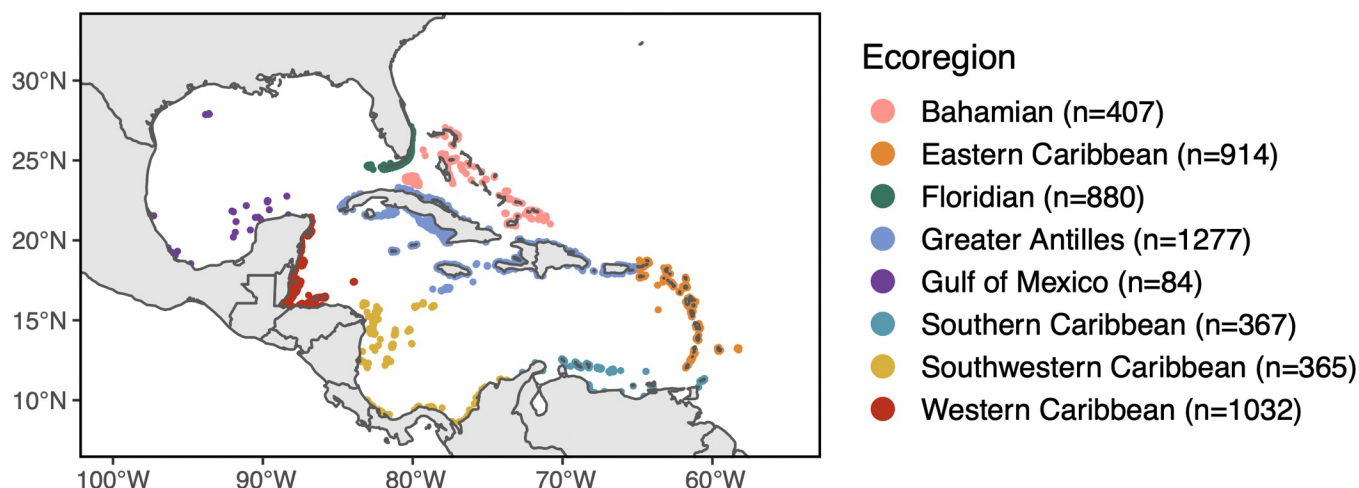 Ecoregion
Bahamian (n=407)
Eastern Caribbean (n=914)
Floridian (n=880)
Greater Antilles (n=1277)
Gulf of Mexico (n=84)
Southern Caribbean (n=367)
Southwestern Caribbean (n=365)
Western Caribbean (n=1032)
30°N
25°N
20°N
15°N
10°N
100°W 90°W 80°W 70°W 60°W